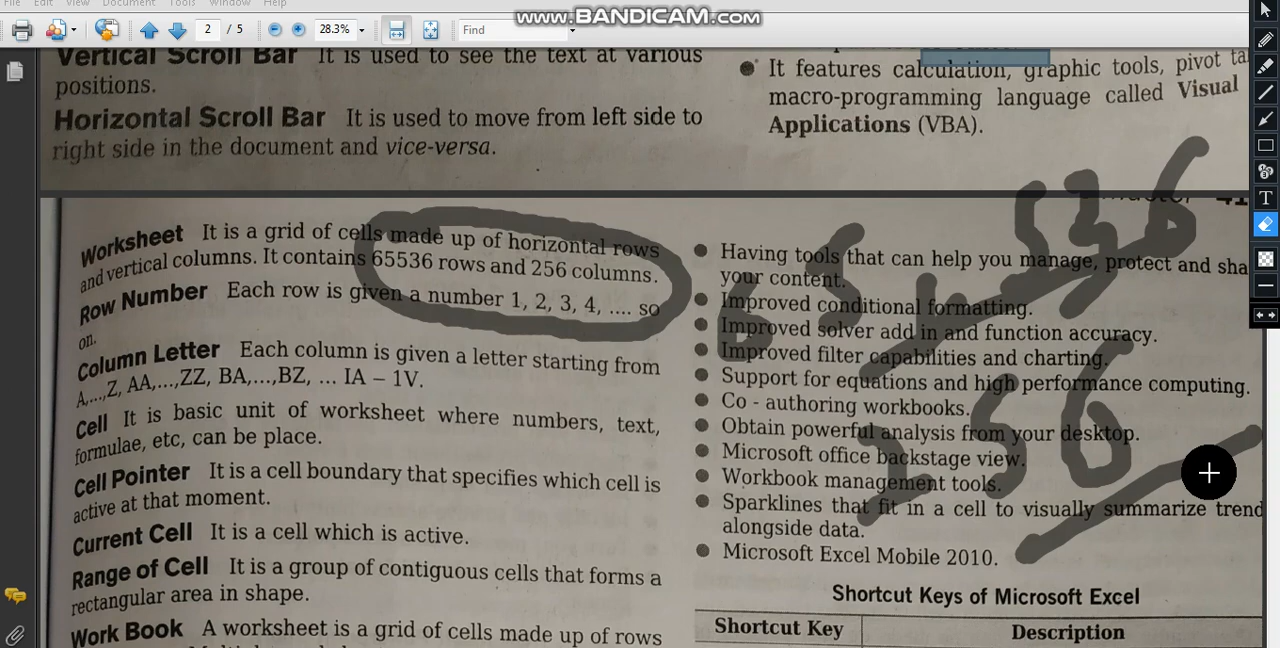 File Edit View Document Tools Window Help
www.BANDICAM.com
2 / 5 28.3% Find
Vertical Scroll Bar It is used to see the text at various
positions.
Horizontal Scroll Bar It is used to move from left side to
right side in the document and vice-versa.
It features calculation, graphic tools, pivot ta
macro-programming language called Visual
Applications (VBA).
41
Worksheet It is a grid of cells made up of horizontal rows
and vertical columns. It contains 65536 rows and 256 columns.
Row Number Each row is given a number 1, 2, 3, 4, .... so
on.
Column Letter Each column is given a letter starting from
A,...,Z, AA,...,ZZ, BA,...,BZ, ... IA – 1V.
Cell It is basic unit of worksheet where numbers, text,
formulae, etc, can be place.
Cell Pointer It is a cell boundary that specifies which cell is
active at that moment.
Current Cell It is a cell which is active.
Range of Cell It is a group of contiguous cells that forms a
rectangular area in shape.
Work Book A worksheet is a grid of cells made up of rows
Having tools that can help you manage, protect and sha
your content.
Improved conditional formatting.
Improved solver add in and function accuracy.
Improved filter capabilities and charting.
Support for equations and high performance computing.
Co - authoring workbooks.
Obtain powerful analysis from your desktop.
Microsoft office backstage view.
Workbook management tools.
Sparklines that fit in a cell to visually summarize trend
alongside data.
Microsoft Excel Mobile 2010.
Shortcut Keys of Microsoft Excel
Shortcut Key Description
65536
256